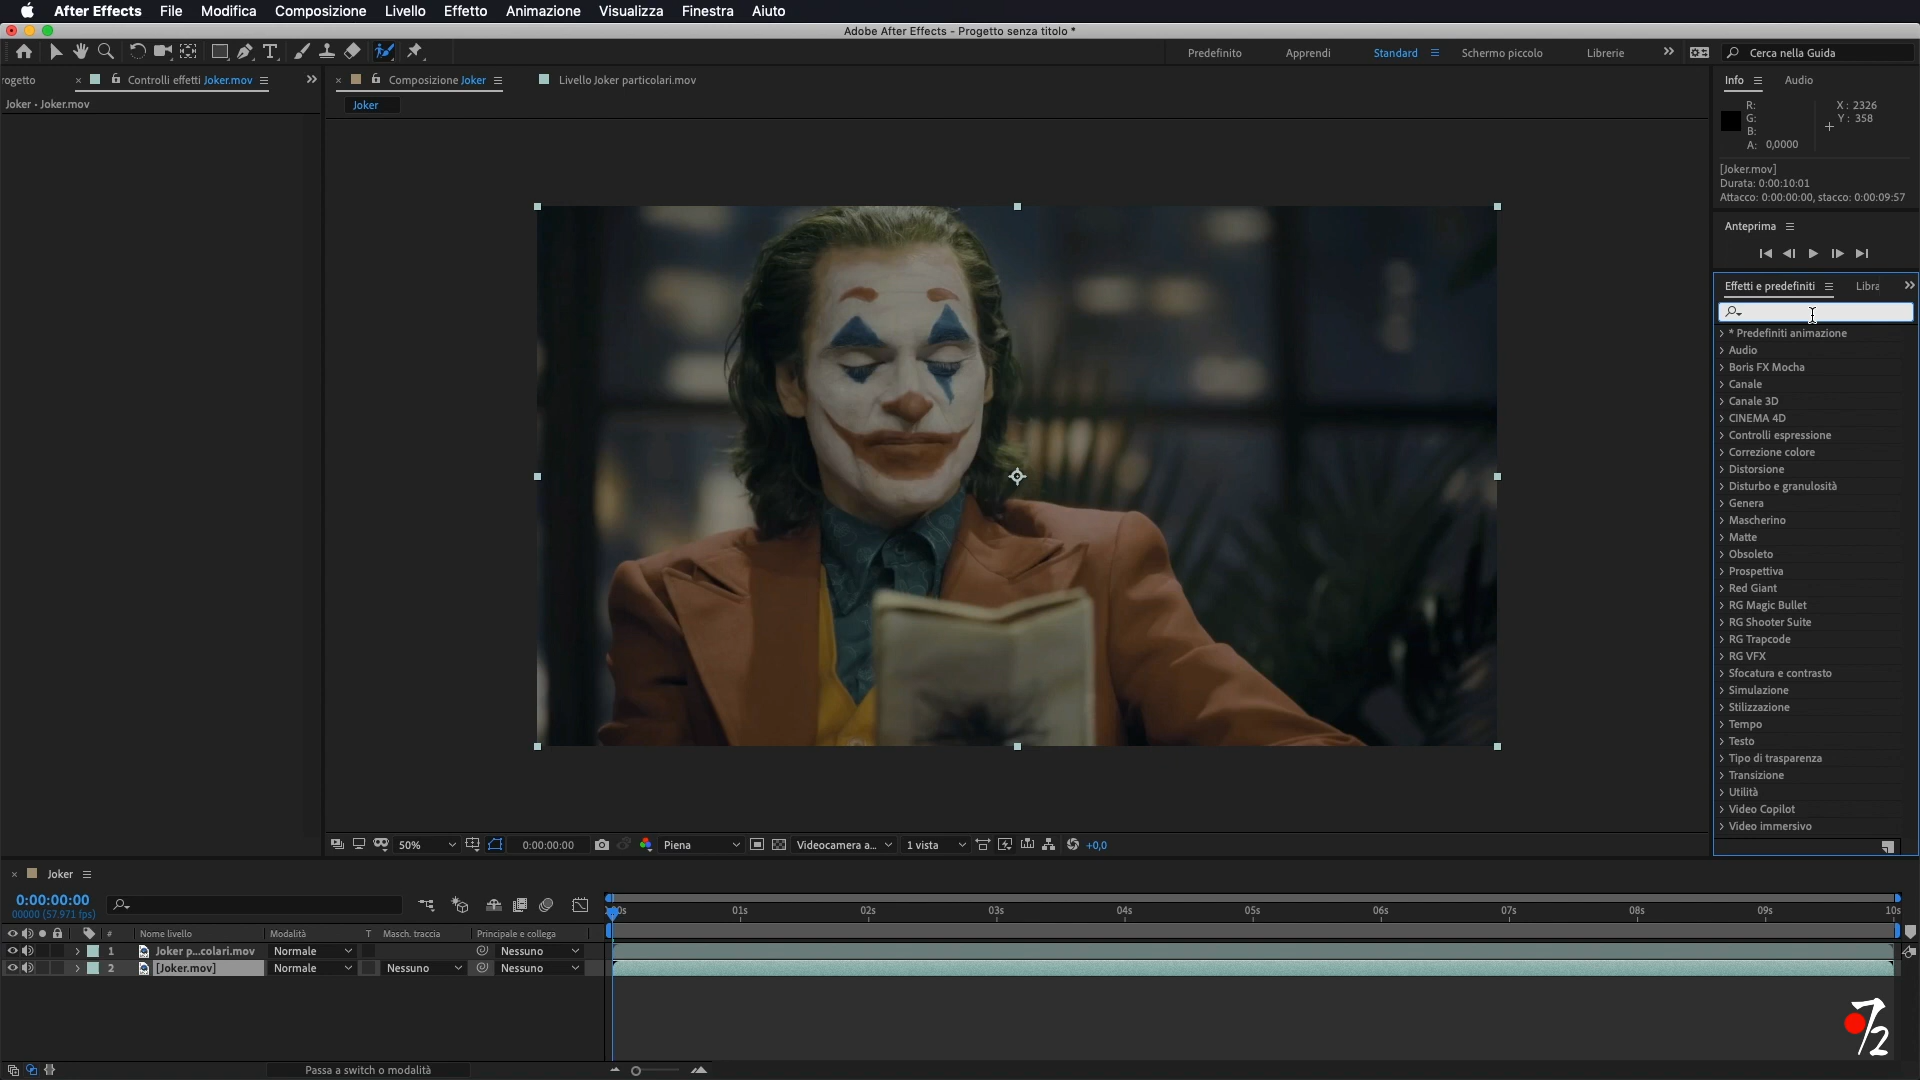 After Effects File Modifica Composizione Livello Effetto Animazione Visualizza Finestra Aiuto
Adobe After Effects - Progetto senza titolo *
Predefinito Apprendi Standard Schermo piccolo Librerie Cerca nella Guida
rogetto Controlli effetti Joker.mov
Joker • Joker.mov
Composizione Joker Livello Joker particolari.mov
Joker
Info Audio
R:
G:
B:
A: 0,0000
X: 2326
Y: 358
[Joker.mov]
Durata: 0:00:10:01
Attacco: 0:00:00:00, stacco: 0:00:09:57
Anteprima
Effetti e predefiniti Libra
* Predefiniti animazione
Audio
Boris FX Mocha
Canale
Canale 3D
CINEMA 4D
Controlli espressione
Correzione colore
Distorsione
Disturbo e granulosità
Genera
Mascherino
Matte
Obsoleto
Prospettiva
Red Giant
RG Magic Bullet
RG Shooter Suite
RG Trapcode
RG VFX
Sfocatura e contrasto
Simulazione
Stilizzazione
Tempo
Testo
Tipo di trasparenza
Transizione
Utilità
Video Copilot
Video immersivo
50% 0:00:00:00 Piena Videocamera a... 1 vista +0,0
Joker
0:00:00:00
00000 (57.971 fps)
# Nome livello Modalità T Masch. traccia Principale e collega
1 Joker p...colari.mov Normale Nessuno
2 [Joker.mov] Normale Nessuno Nessuno
01s 02s 03s 04s 05s 06s 07s 08s 09s 10s
Passa a switch o modalità
7/2